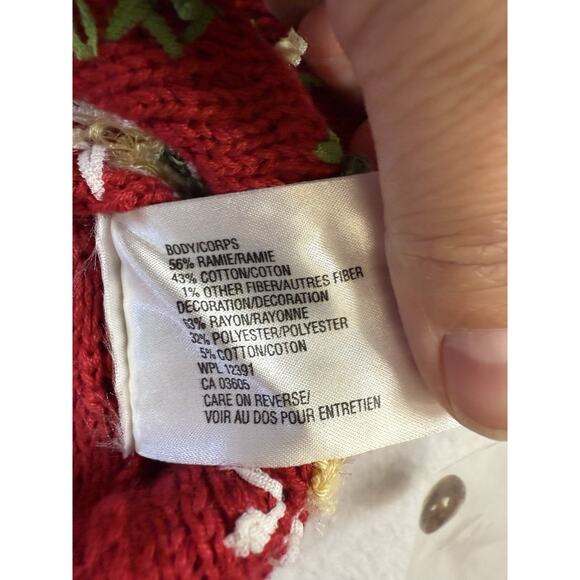 BODY/CORPS
56% RAMIE/RAMIE
43% COTTON/COTON
1% OTHER FIBER/AUTRES FIBER
DECORATION/DECORATION
63% RAYON/RAYONNE
32% POLYESTER/POLYESTER
5% COTTON/COTON
WPL 12391
CA 03605
CARE ON REVERSE/
VOIR AU DOS POUR ENTRETIEN